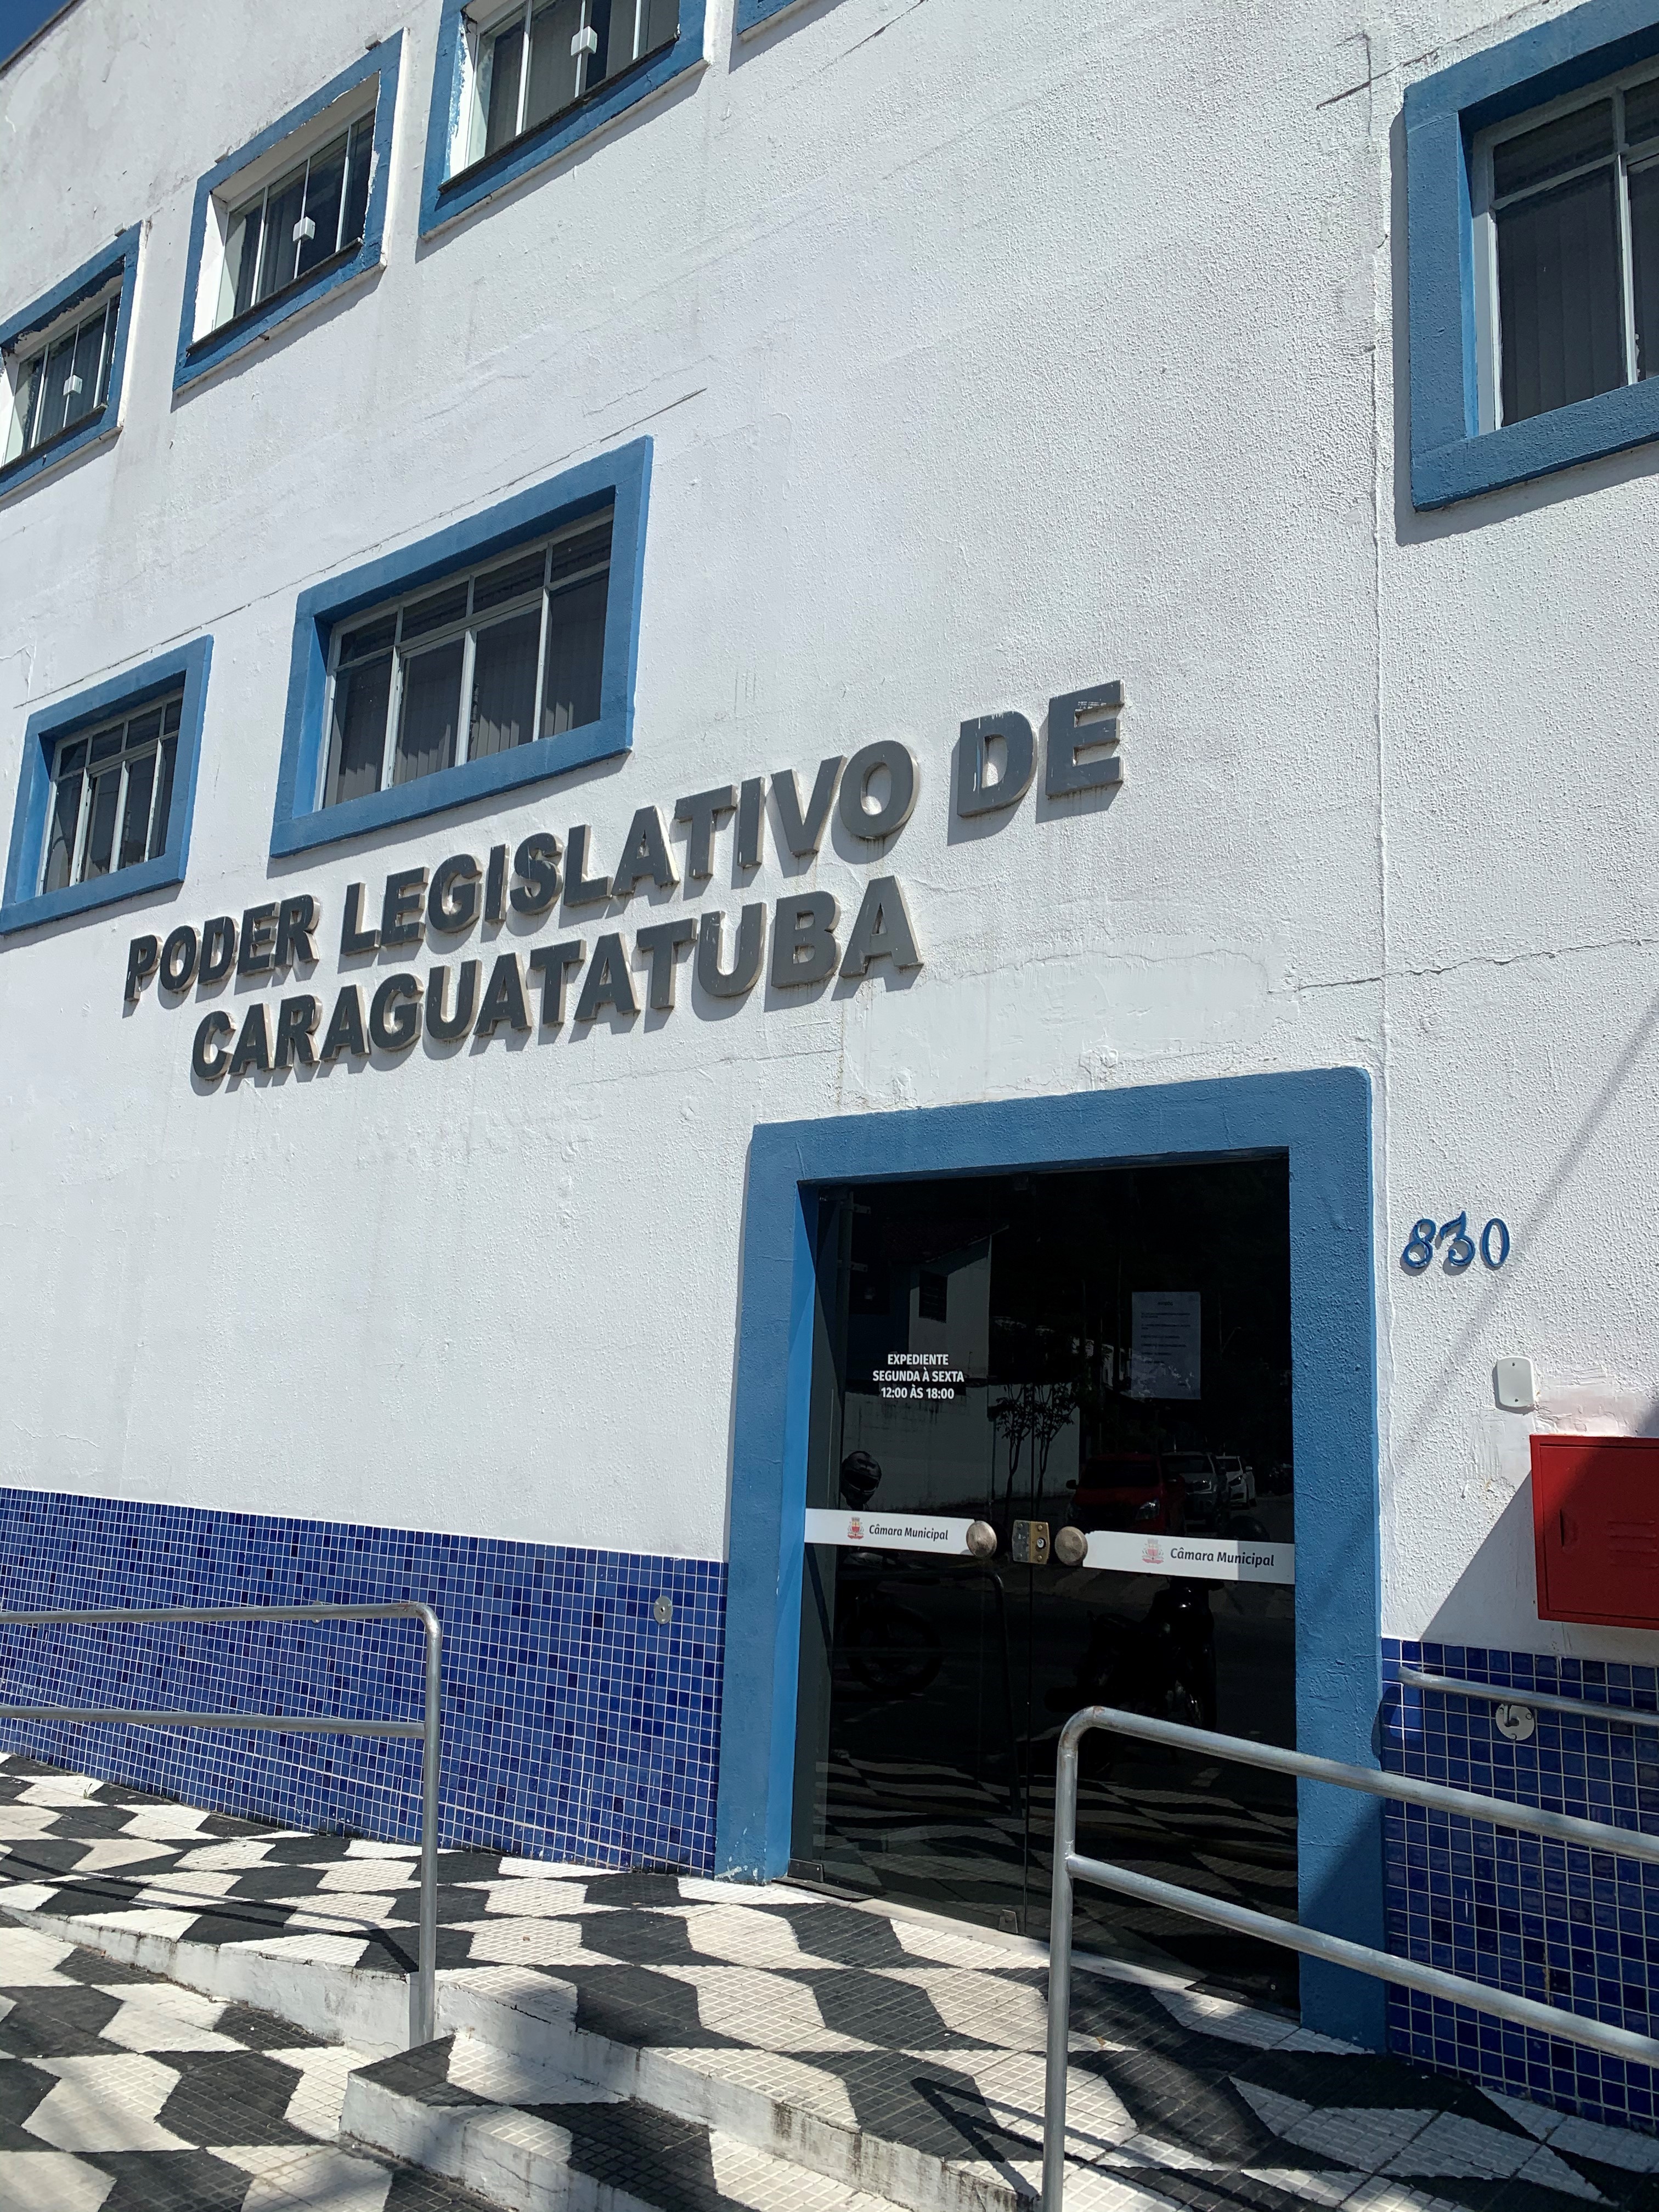 PODER LEGISLATIVO DE
CARAGUATATUBA
830
EXPEDIENTE
SEGUNDA À SEXTA
12:00 ÀS 18:00
Câmara Municipal
Câmara Municipal